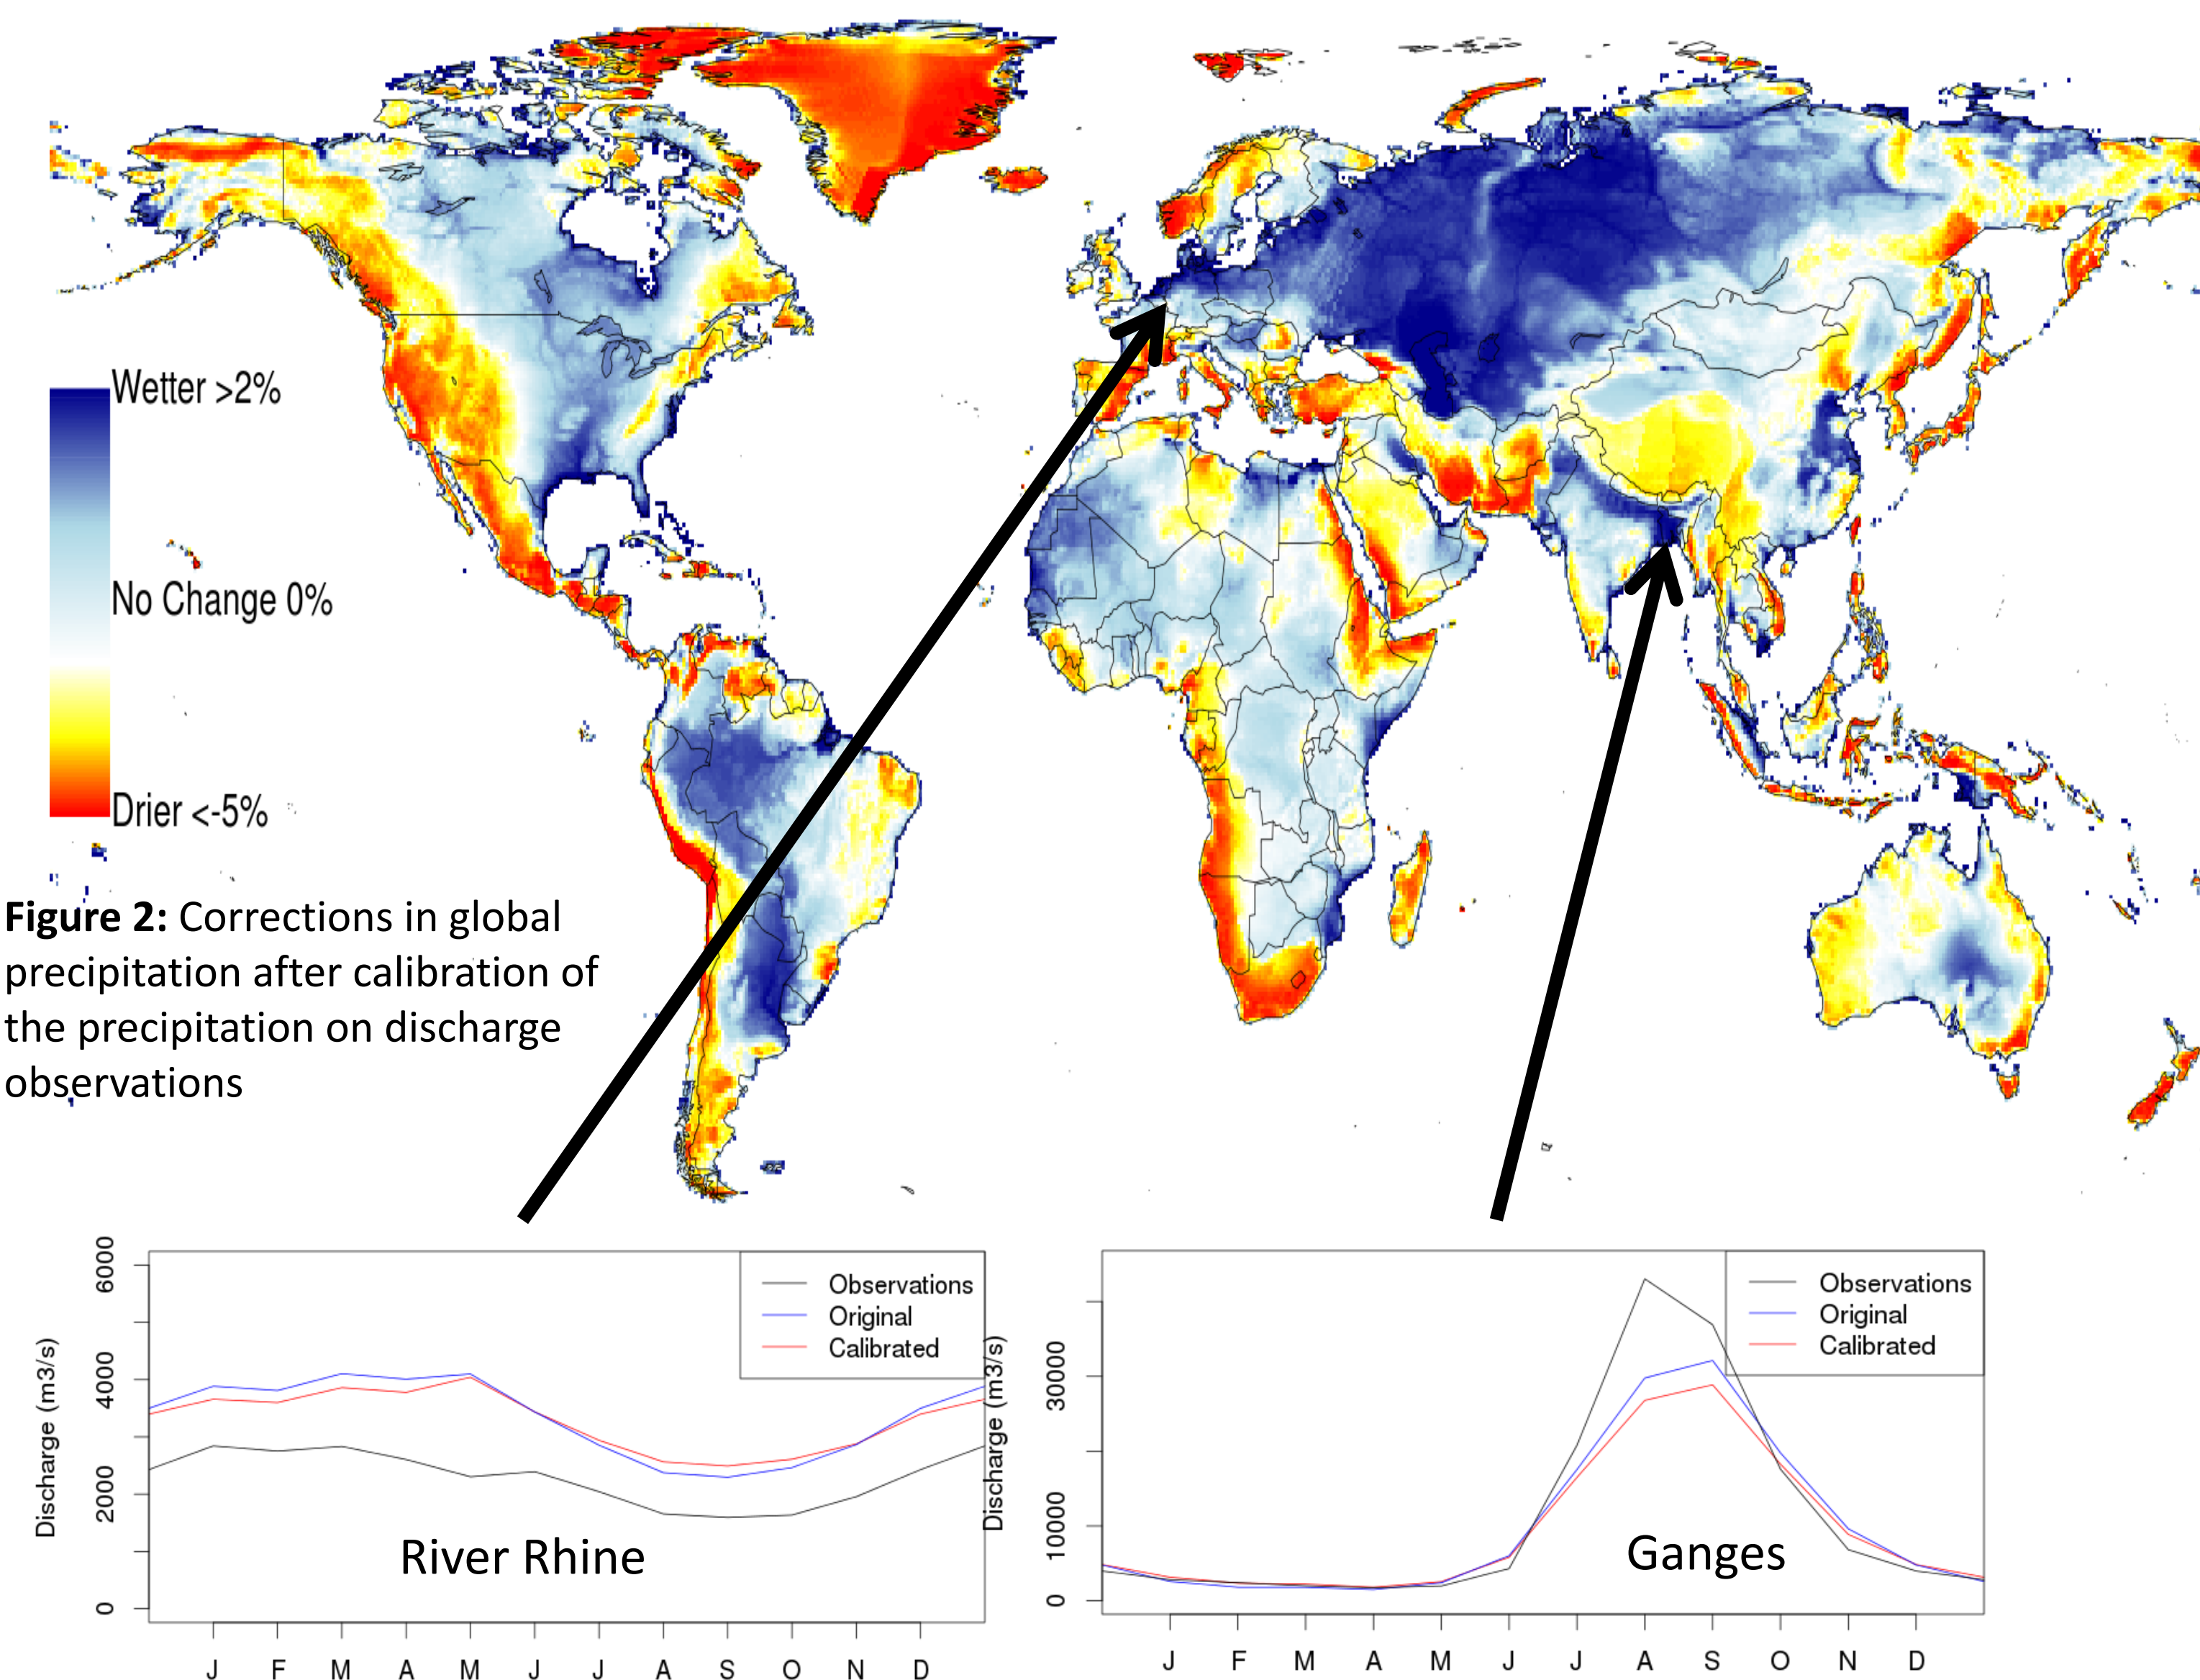 Wetter >2%
No Change 0%
Drier <-5%
Figure 2: Corrections in global
precipitation after calibration of
the precipitation on discharge
observations
Discharge (m3/s)
6000
4000
2000
0
Observations
Original
Calibrated
River Rhine
J F M A M J J A S O N D
Discharge (m3/s)
30000
10000
0
Observations
Original
Calibrated
Ganges
J F M A M J J A S O N D